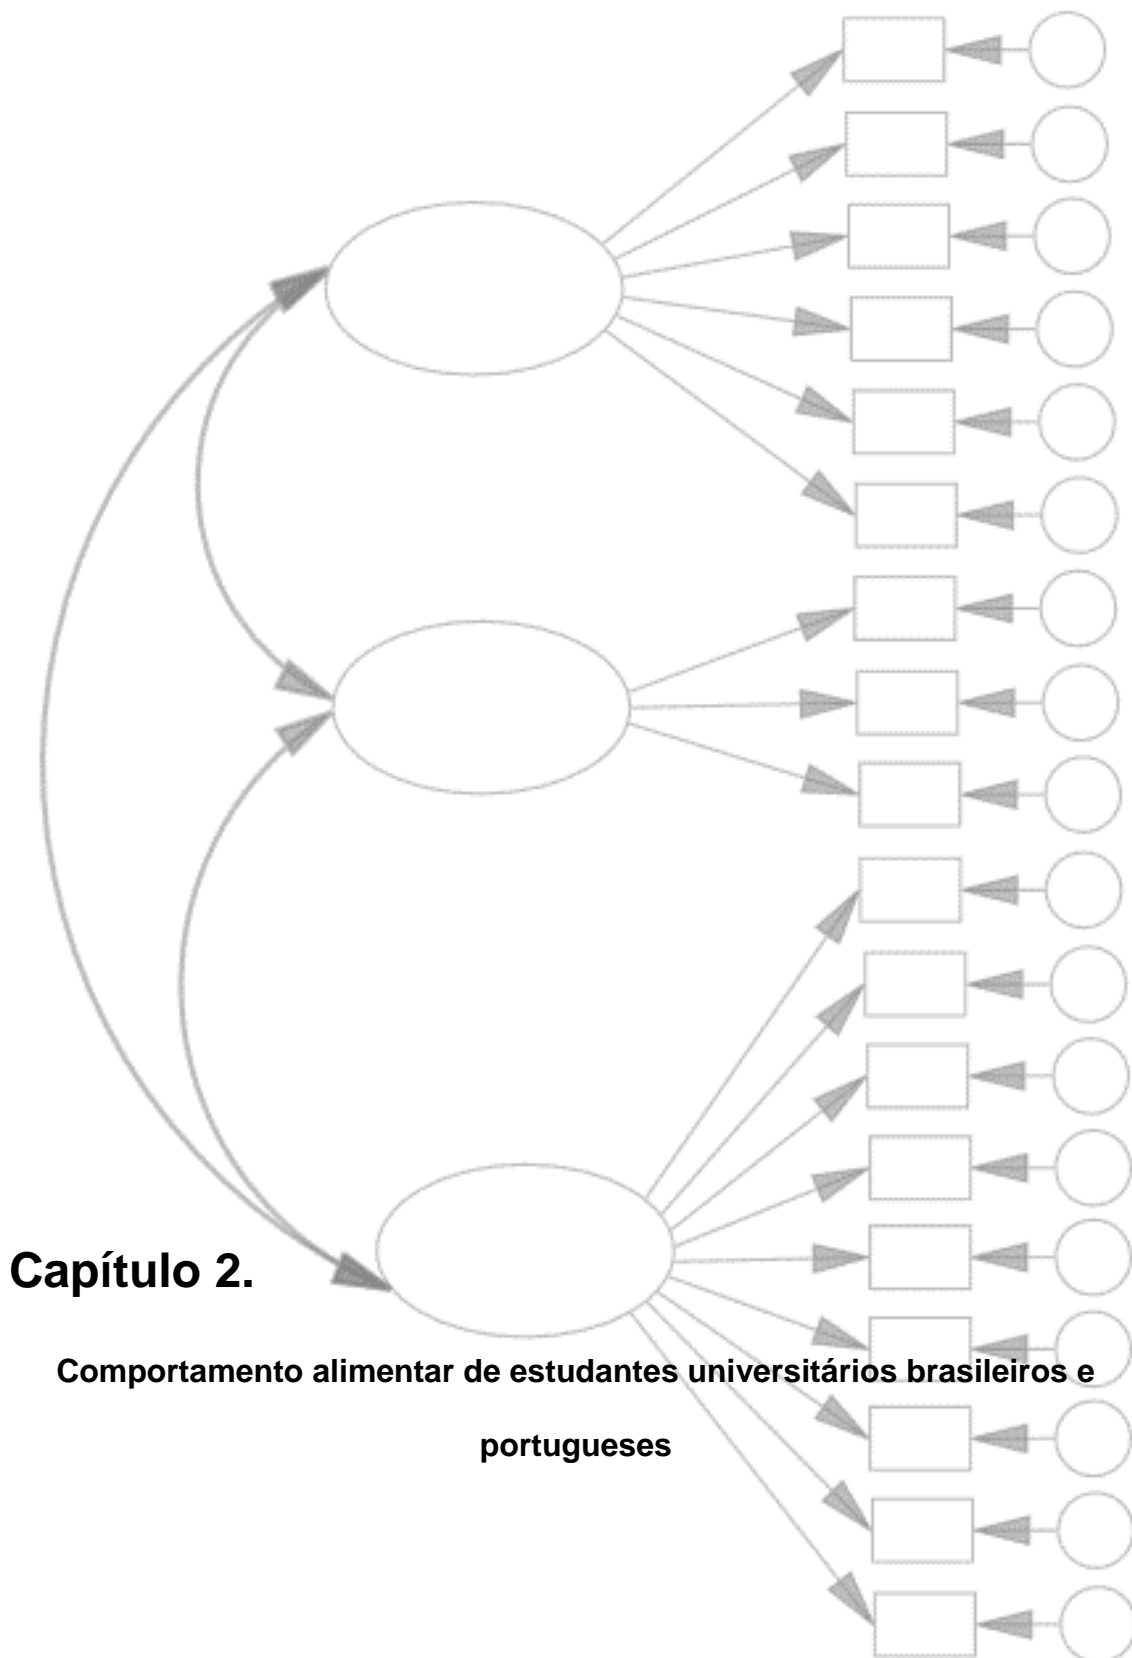 Capítulo 2.
Comportamento alimentar de estudantes universitários brasileiros e
portugueses